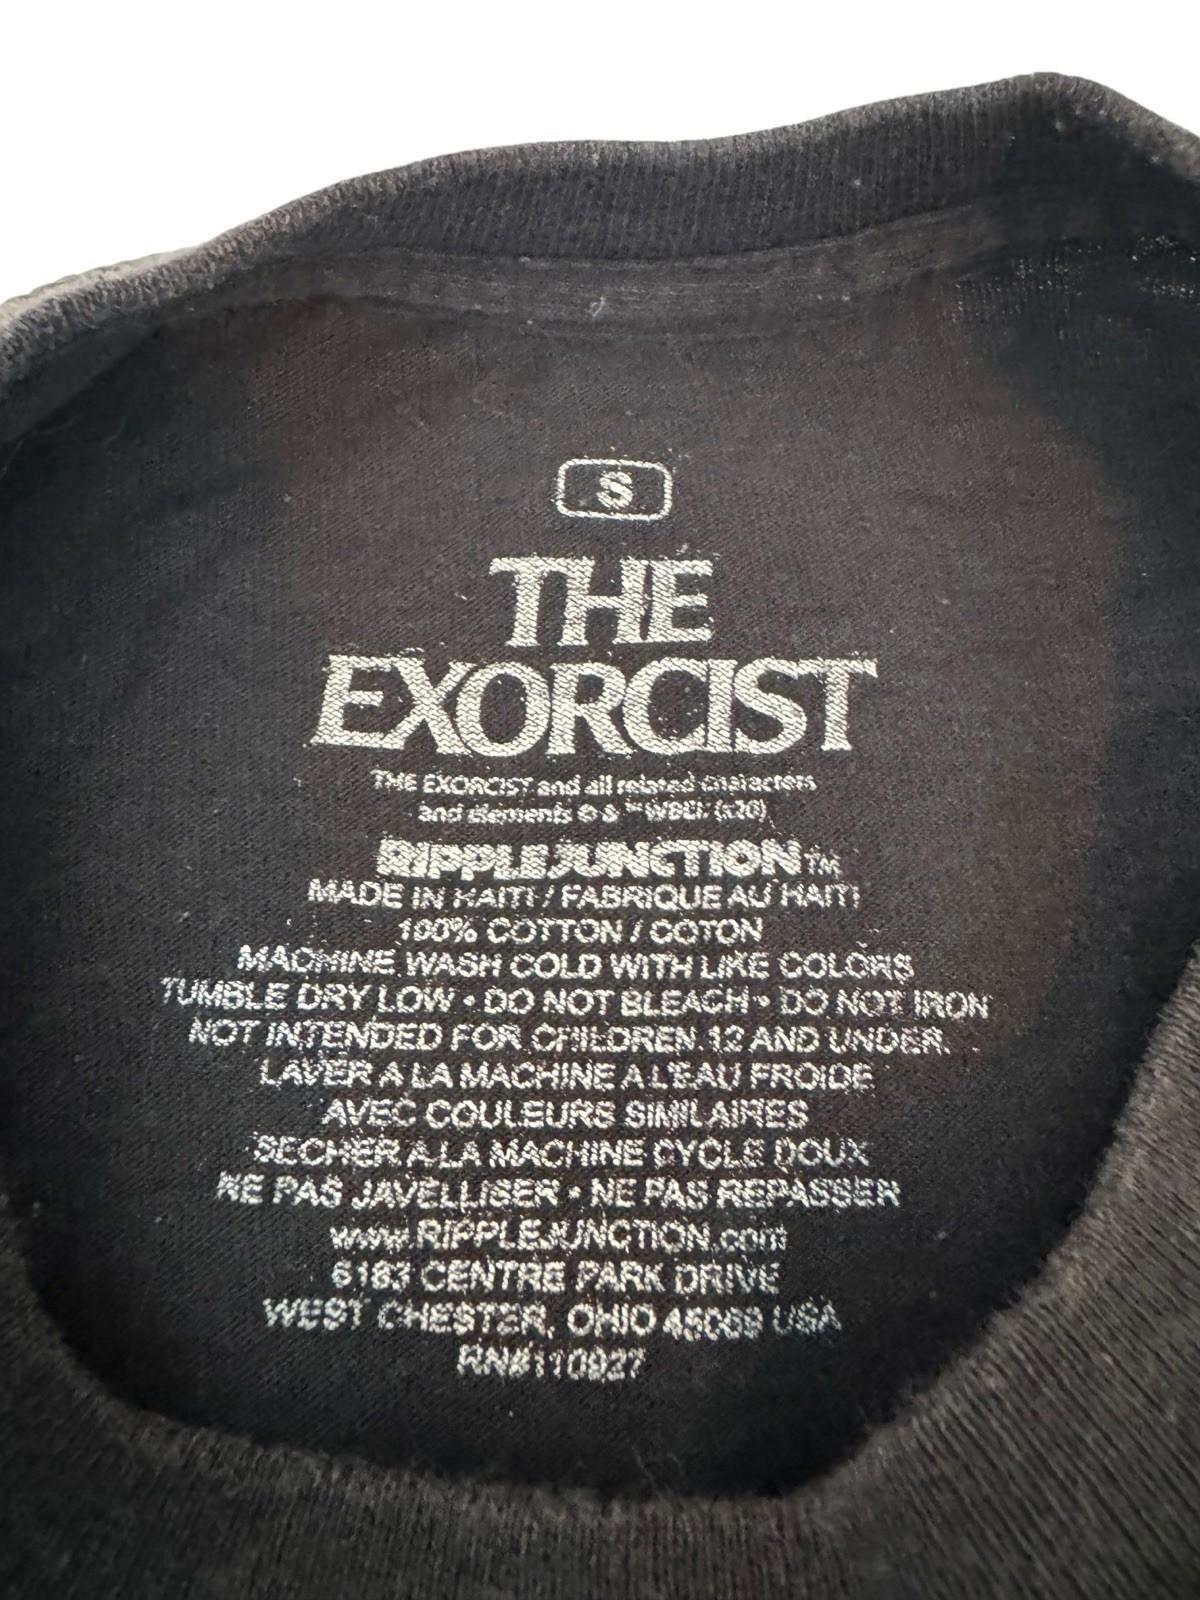 S
THE
EXORCIST
THE EXORCIST and all related characters
and elements © & ™ WBEI. (s20)
RIPPLE JUNCTION™
MADE IN HAITI / FABRIQUE AU HAITI
100% COTTON / COTON
MACHINE WASH COLD WITH LIKE COLORS
TUMBLE DRY LOW • DO NOT BLEACH • DO NOT IRON
NOT INTENDED FOR CHILDREN 12 AND UNDER.
LAVER A LA MACHINE A L'EAU FROIDE
AVEC COULEURS SIMILAIRES
SECHER A LA MACHINE CYCLE DOUX
NE PAS JAVELLISER • NE PAS REPASSER
www.RIPPLEJUNCTION.com
6183 CENTRE PARK DRIVE
WEST CHESTER, OHIO 45069 USA
RN#110927